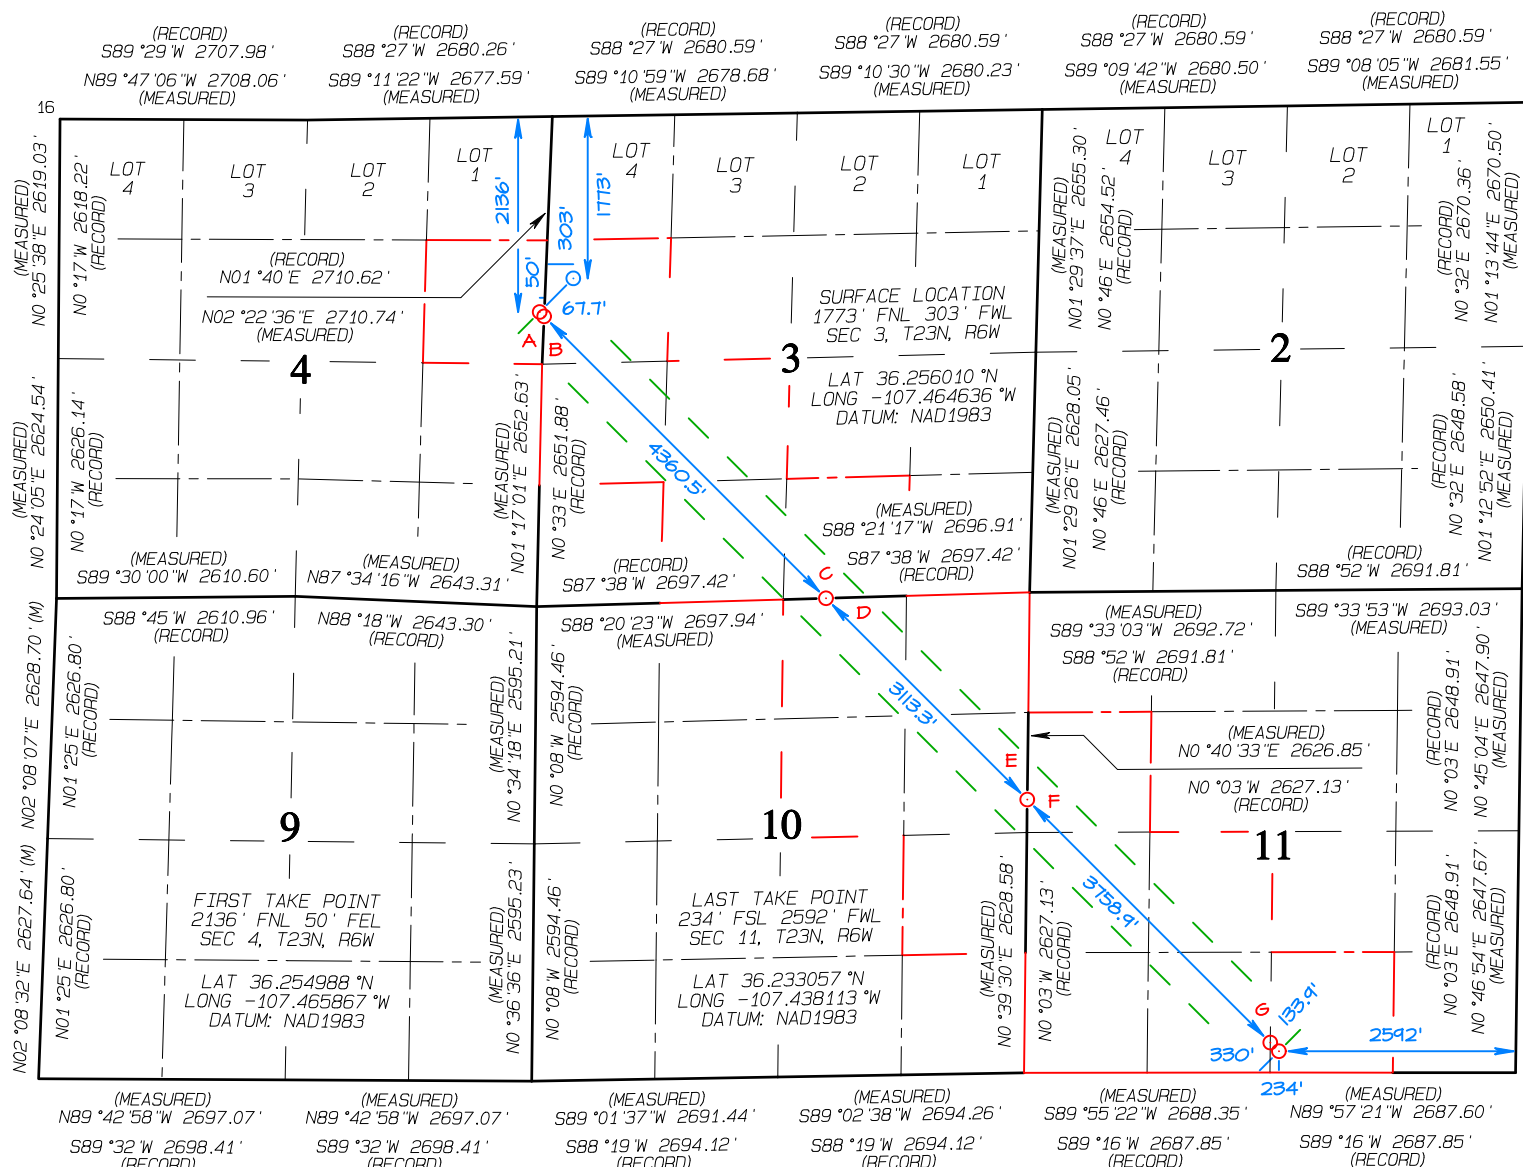 (RECORD)
S89°29'W 2707.98'
N89°47'06"W 2708.06'
(MEASURED)
(RECORD)
S88°27'W 2680.26'
S89°11'22"W 2677.59'
(MEASURED)
(RECORD)
S88°27'W 2680.59'
S89°10'59"W 2678.68'
(MEASURED)
(RECORD)
S88°27'W 2680.59'
S89°10'30"W 2680.23'
(MEASURED)
(RECORD)
S88°27'W 2680.59'
S89°09'42"W 2680.50'
(MEASURED)
(RECORD)
S88°27'W 2680.59'
S89°08'05"W 2681.55'
(MEASURED)
16
(MEASURED)
N0°25'38"E 2619.03'
N0°17'W 2618.22'
(RECORD)
LOT
4
LOT
3
LOT
2
LOT
1
2136'
50'
303'
1773'
67.7'
LOT
4
LOT
3
LOT
2
LOT
1
(MEASURED)
N01°29'37"E 2655.30'
N0°46'E 2654.52'
(RECORD)
LOT
4
LOT
3
LOT
2
LOT
1
(RECORD)
N0°32'E 2670.36'
N01°13'44"E 2670.50'
(MEASURED)
(RECORD)
N01°40'E 2710.62'
N02°22'36"E 2710.74'
(MEASURED)
A
B
4
SURFACE LOCATION
1773' FNL 303' FWL
SEC 3, T23N, R6W
3
LAT 36.256010°N
LONG -107.464636°W
DATUM: NAD1983
2
(MEASURED)
N0°24'05"E 2624.54'
N0°17'W 2626.14'
(RECORD)
(MEASURED)
N01°17'01"E 2652.63'
N0°33'E 2651.88'
(RECORD)
4360.5'
(MEASURED)
N01°29'26"E 2628.05'
N0°46'E 2627.46'
(RECORD)
(RECORD)
N0°32'E 2648.58'
N01°12'52"E 2650.41'
(MEASURED)
(MEASURED)
S89°30'00"W 2610.60'
(MEASURED)
N87°34'16"W 2643.31'
(RECORD)
S87°38'W 2697.42'
(MEASURED)
S88°21'17"W 2696.91'
S87°38'W 2697.42'
(RECORD)
(RECORD)
S88°52'W 2691.81'
C
D
S88°45'W 2610.96'
(RECORD)
N88°18'W 2643.30'
(RECORD)
S88°20'23"W 2697.94'
(MEASURED)
(MEASURED)
S89°33'03"W 2692.72'
S88°52'W 2691.81'
(RECORD)
S89°33'53"W 2693.03'
(MEASURED)
N02°08'07"E 2628.70' (M)
N01°25'E 2626.80'
(RECORD)
(MEASURED)
N0°34'18"E 2595.21'
N0°08'W 2594.46'
(RECORD)
3113.3'
E
F
(MEASURED)
N0°40'33"E 2626.85'
N0°03'W 2627.13'
(RECORD)
(RECORD)
N0°03'E 2648.91'
N0°45'04"E 2647.90'
(MEASURED)
9
10
11
FIRST TAKE POINT
2136' FNL 50' FEL
SEC 4, T23N, R6W
LAT 36.254988°N
LONG -107.465867°W
DATUM: NAD1983
LAST TAKE POINT
234' FSL 2592' FWL
SEC 11, T23N, R6W
LAT 36.233057°N
LONG -107.438113°W
DATUM: NAD1983
N02°08'32"E 2627.64' (M)
N01°25'E 2626.80'
(RECORD)
(MEASURED)
N0°36'36"E 2595.23'
N0°08'W 2594.46'
(RECORD)
(MEASURED)
N0°39'30"E 2628.58'
N0°03'W 2627.13'
(RECORD)
3758.9'
(RECORD)
N0°03'E 2648.91'
N0°46'54"E 2647.67'
(MEASURED)
G
133.9'
330'
234'
2592'
(MEASURED)
N89°42'58"W 2697.07'
S89°32'W 2698.41'
(RECORD)
(MEASURED)
N89°42'58"W 2697.07'
S89°32'W 2698.41'
(RECORD)
(MEASURED)
S89°01'37"W 2691.44'
S88°19'W 2694.12'
(RECORD)
(MEASURED)
S89°02'38"W 2694.26'
S88°19'W 2694.12'
(RECORD)
(MEASURED)
S89°55'22"W 2688.35'
S89°16'W 2687.85'
(RECORD)
(MEASURED)
N89°57'21"W 2687.60'
S89°16'W 2687.85'
(RECORD)